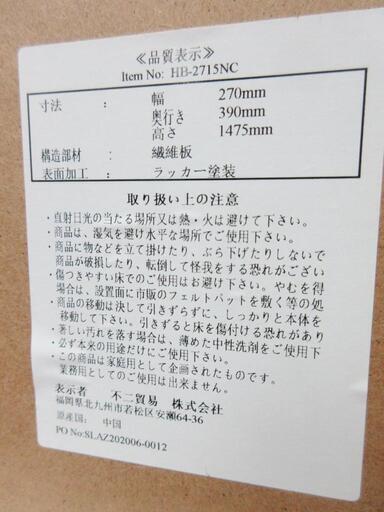 ≪品質表示≫
Item No: HB-2715NC
寸法 : 幅 270mm
奥行き 390mm
高さ 1475mm
構造部材: 繊維板
表面加工: ラッカー塗装
取り扱い上の注意
・直射日光の当たる場所又は熱・火は避けて下さい。
・商品は、湿気を避け水平な場所でご使用下さい。
・商品に物などを立て掛けたり、ぶら下げたりしないで
商品が破損したり、転倒して怪我をする恐れがござい
・傷つきやすい床でのご使用はお避け下さい。やむを得
場合は、設置面に市販のフェルトパットを敷く等の処
・商品の移動は決して引きずらずに、しっかりと本体を
移動して下さい。引きずると床を傷付ける恐れがあり
・著しい汚れを落す場合は、薄めた中性洗剤をご使用下
・必ず本来の用途だけにご使用下さい。
・この商品は家庭用として企画されたものです。
業務用としてのご使用は出来ません。
表示者 不二貿易 株式会社
福岡県北九州市若松区安瀬64-36
原産国: 中国
PO No:SLAZ202006-0012